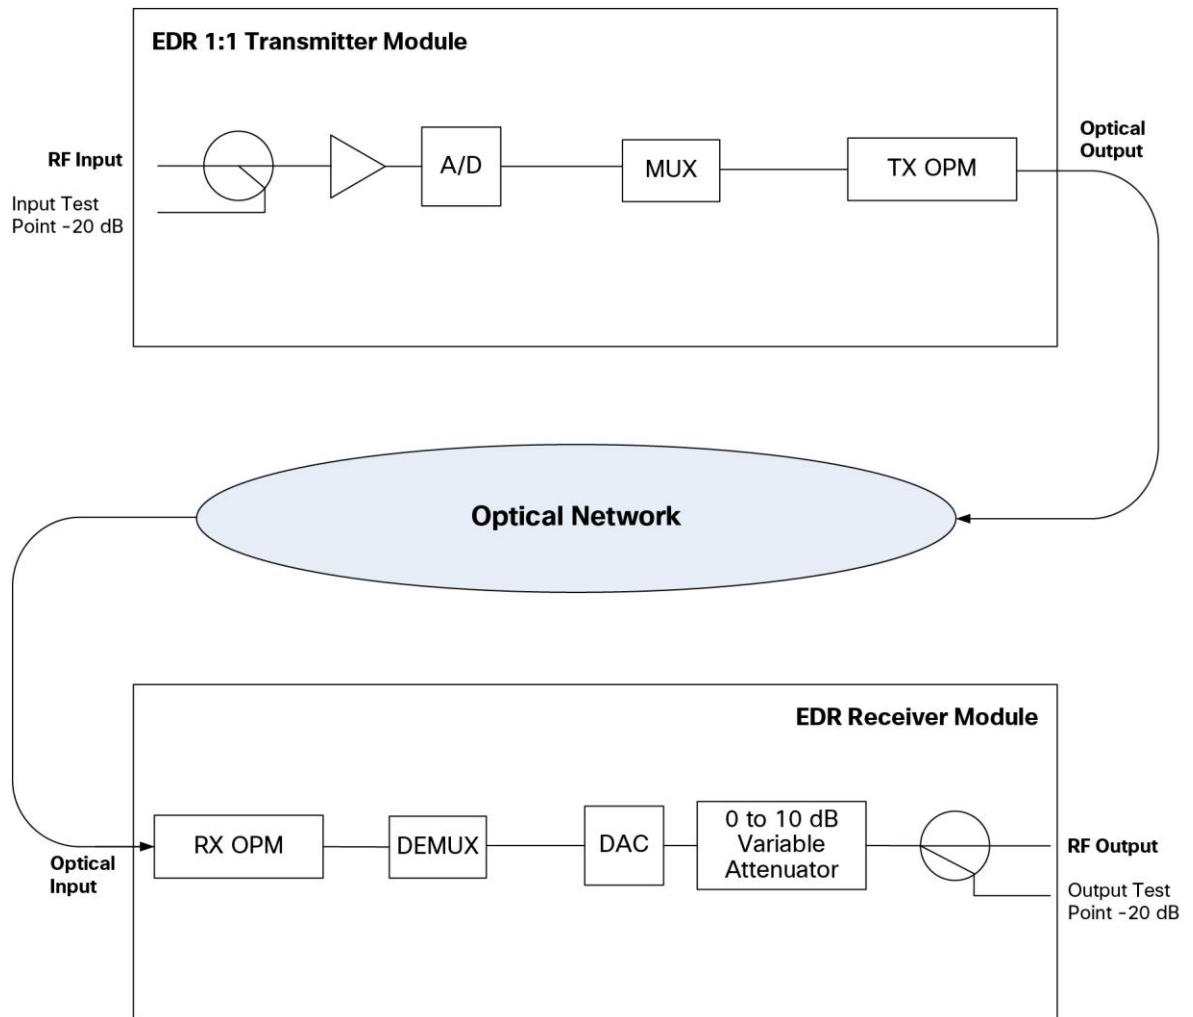 EDR 1:1 Transmitter Module
RF Input
Input Test
Point -20 dB
A/D
MUX
TX OPM
Optical
Output
Optical Network
EDR Receiver Module
Optical
Input
RX OPM
DEMUX
DAC
0 to 10 dB
Variable
Attenuator
RF Output
Output Test
Point -20 dB